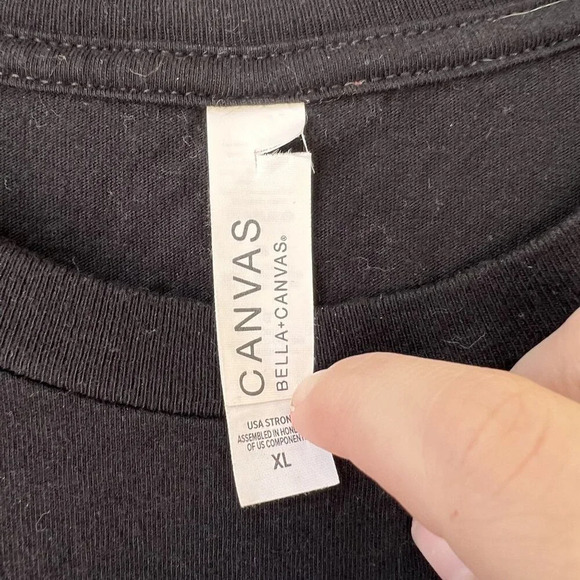 CANVAS
BELLA+CANVAS®
USA STRON
ASSEMBLED IN HON
OF US COMPONENT
XL